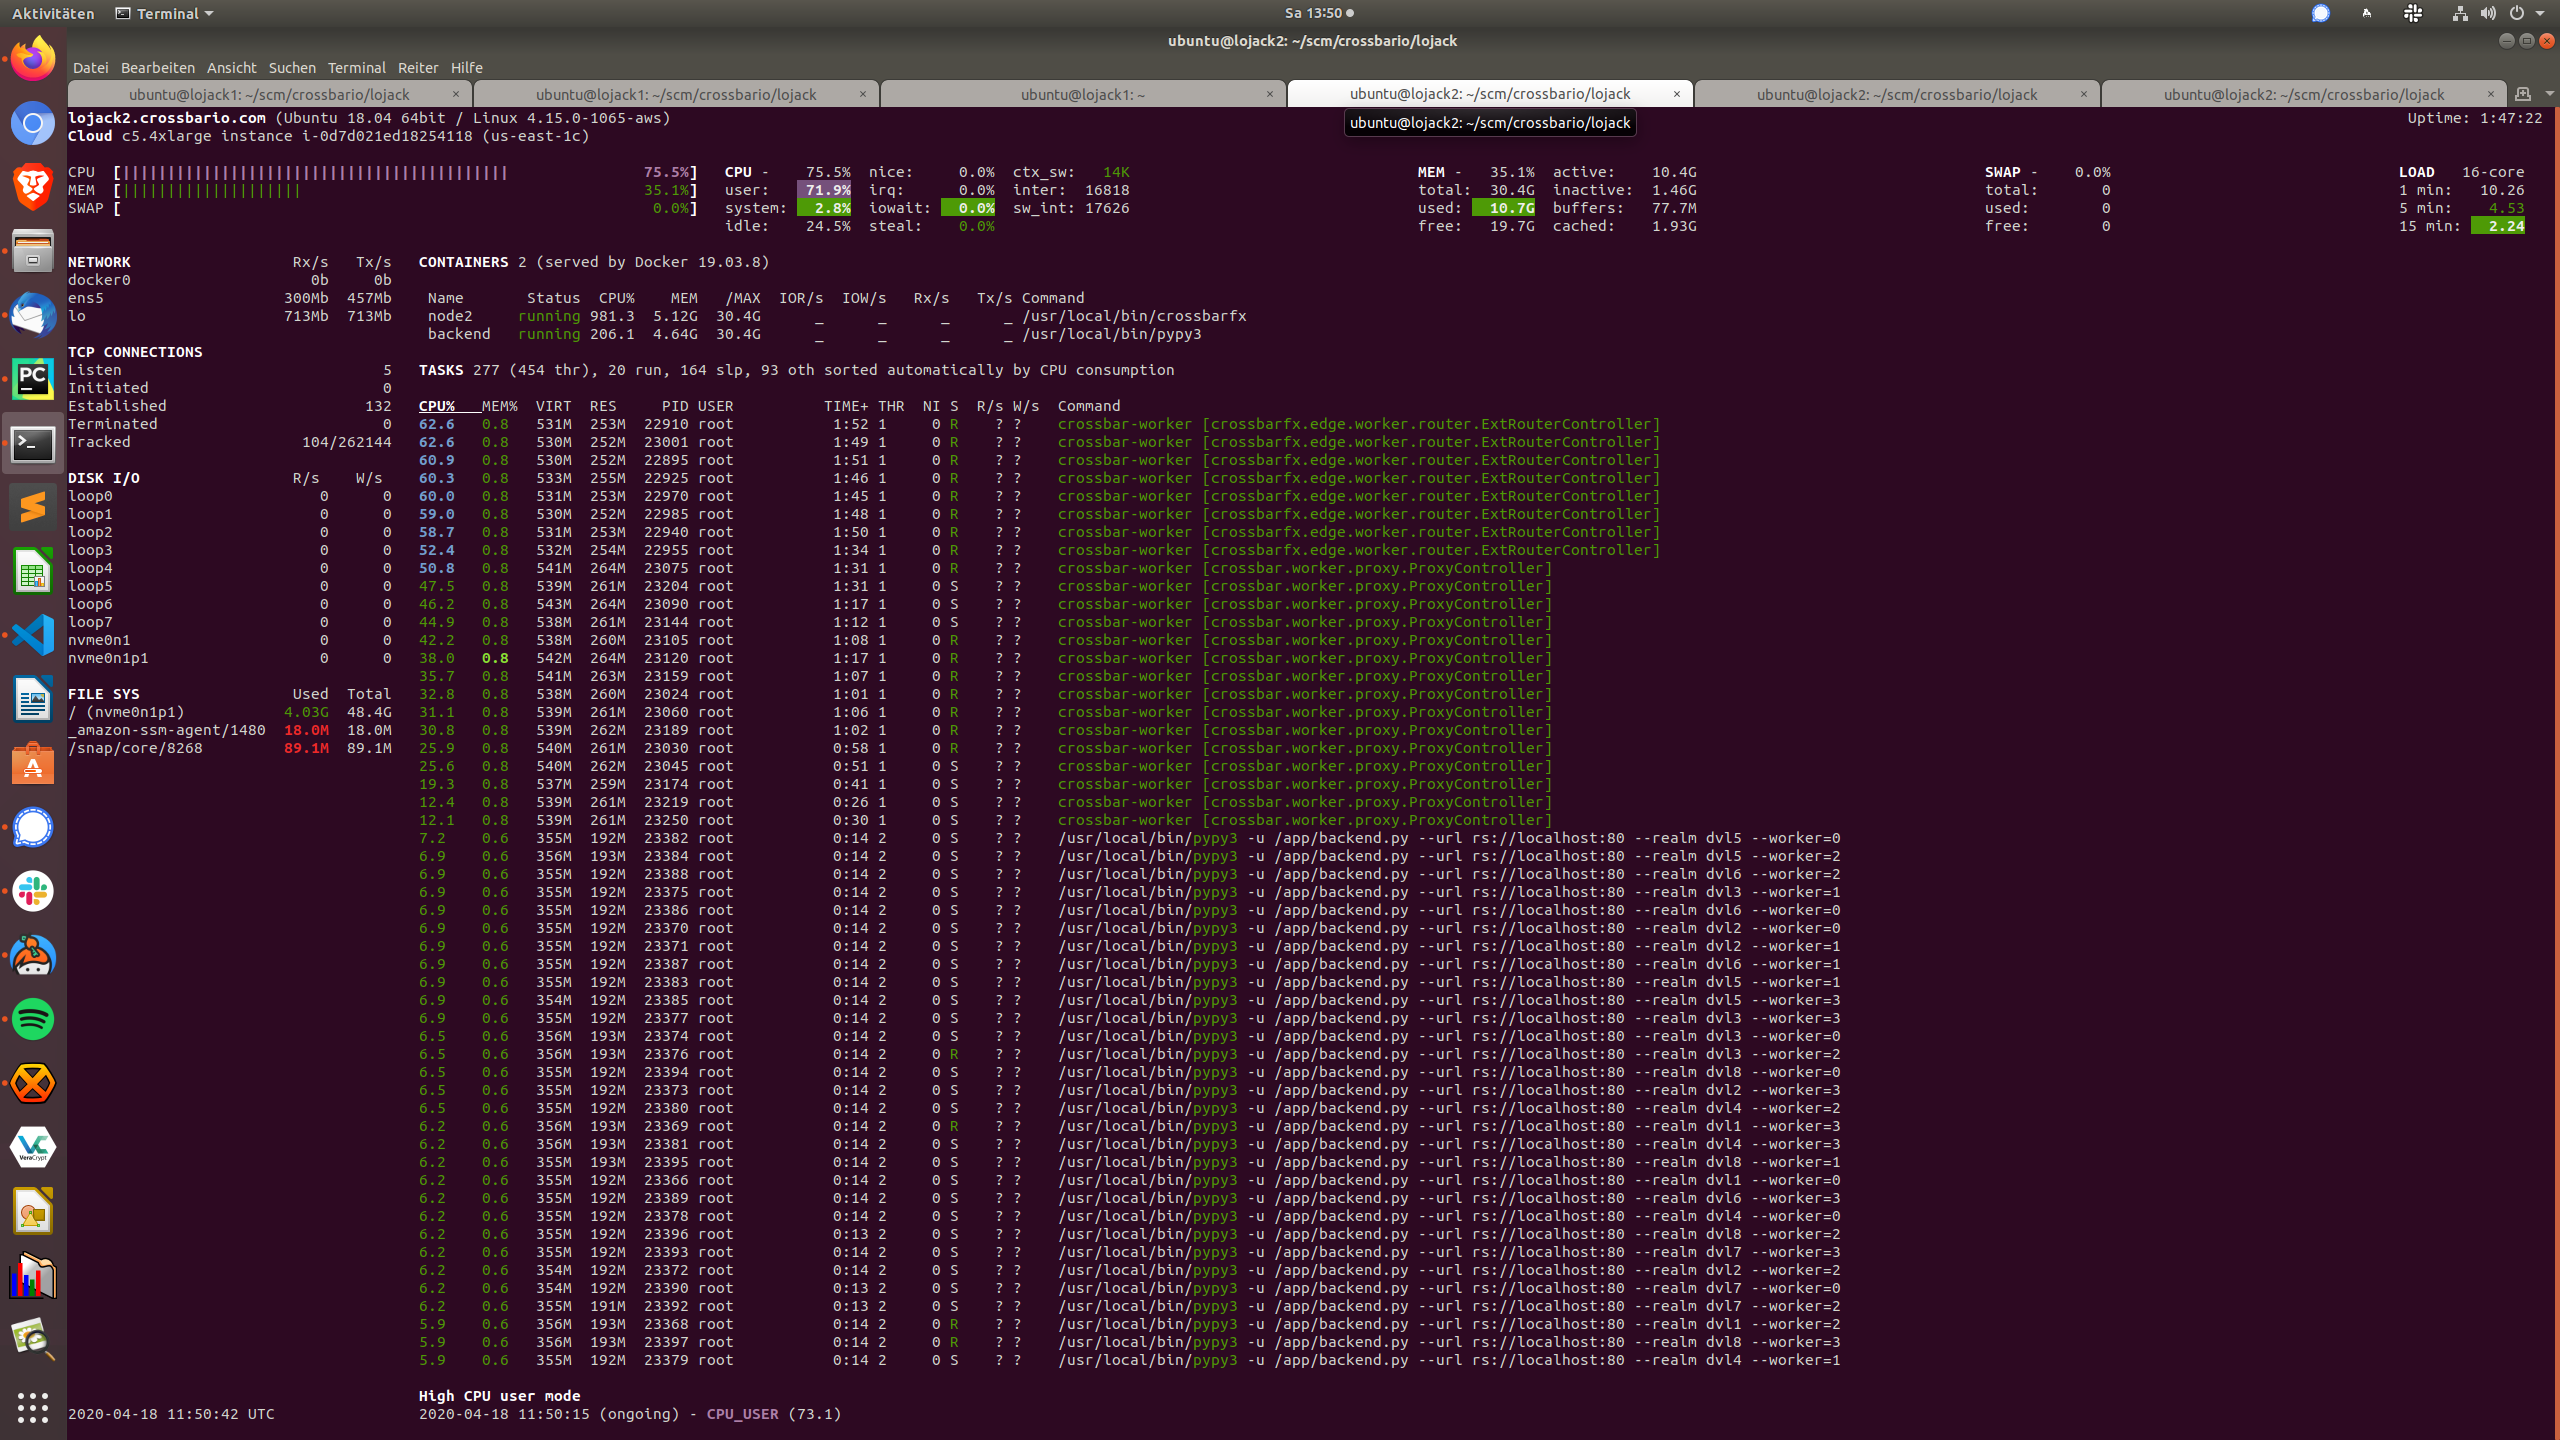 Aktivitäten Terminal Sa 13:50
ubuntu@lojack2: ~/scm/crossbario/lojack
Datei Bearbeiten Ansicht Suchen Terminal Reiter Hilfe
ubuntu@lojack1: ~/scm/crossbario/lojack × ubuntu@lojack1: ~/scm/crossbario/lojack × ubuntu@lojack1: ~ × ubuntu@lojack2: ~/scm/crossbario/lojack × ubuntu@lojack2: ~/scm/crossbario/lojack × ubuntu@lojack2: ~/scm/crossbario/lojack ×
lojack2.crossbario.com (Ubuntu 18.04 64bit / Linux 4.15.0-1065-aws) Uptime: 1:47:22
ubuntu@lojack2: ~/scm/crossbario/lojack
Cloud c5.4xlarge instance i-0d7d021ed18254118 (us-east-1c)
CPU [||||||||||||||||||||||||||||||||||||||||||| 75.5%] CPU - 75.5% nice: 0.0% ctx_sw: 14K MEM - 35.1% active: 10.4G SWAP - 0.0% LOAD 16-core
MEM [|||||||||||||||||||| 35.1%] user: 71.9% irq: 0.0% inter: 16818 total: 30.4G inactive: 1.46G total: 0 1 min: 10.26
SWAP [ 0.0%] system: 2.8% iowait: 0.0% sw_int: 17626 used: 10.7G buffers: 77.7M used: 0 5 min: 4.53
idle: 24.5% steal: 0.0% free: 19.7G cached: 1.93G free: 0 15 min: 2.24
NETWORK Rx/s Tx/s CONTAINERS 2 (served by Docker 19.03.8)
docker0 0b 0b
ens5 300Mb 457Mb Name Status CPU% MEM /MAX IOR/s IOW/s Rx/s Tx/s Command
lo 713Mb 713Mb node2 running 981.3 5.12G 30.4G _ _ _ _ /usr/local/bin/crossbarfx
backend running 206.1 4.64G 30.4G _ _ _ _ /usr/local/bin/pypy3
TCP CONNECTIONS
Listen 5 TASKS 277 (454 thr), 20 run, 164 slp, 93 oth sorted automatically by CPU consumption
Initiated 0
Established 132 CPU% MEM% VIRT RES PID USER TIME+ THR NI S R/s W/s Command
Terminated 0 62.6 0.8 531M 253M 22910 root 1:52 1 0 R ? ? crossbar-worker [crossbarfx.edge.worker.router.ExtRouterController]
Tracked 104/262144 62.6 0.8 530M 252M 23001 root 1:49 1 0 R ? ? crossbar-worker [crossbarfx.edge.worker.router.ExtRouterController]
60.9 0.8 530M 252M 22895 root 1:51 1 0 R ? ? crossbar-worker [crossbarfx.edge.worker.router.ExtRouterController]
DISK I/O R/s W/s 60.3 0.8 533M 255M 22925 root 1:46 1 0 R ? ? crossbar-worker [crossbarfx.edge.worker.router.ExtRouterController]
loop0 0 0 60.0 0.8 531M 253M 22970 root 1:45 1 0 R ? ? crossbar-worker [crossbarfx.edge.worker.router.ExtRouterController]
loop1 0 0 59.0 0.8 530M 252M 22985 root 1:48 1 0 R ? ? crossbar-worker [crossbarfx.edge.worker.router.ExtRouterController]
loop2 0 0 58.7 0.8 531M 253M 22940 root 1:50 1 0 R ? ? crossbar-worker [crossbarfx.edge.worker.router.ExtRouterController]
loop3 0 0 52.4 0.8 532M 254M 22955 root 1:34 1 0 R ? ? crossbar-worker [crossbarfx.edge.worker.router.ExtRouterController]
loop4 0 0 50.8 0.8 541M 264M 23075 root 1:31 1 0 R ? ? crossbar-worker [crossbar.worker.proxy.ProxyController]
loop5 0 0 47.5 0.8 539M 261M 23204 root 1:31 1 0 S ? ? crossbar-worker [crossbar.worker.proxy.ProxyController]
loop6 0 0 46.2 0.8 543M 264M 23090 root 1:17 1 0 S ? ? crossbar-worker [crossbar.worker.proxy.ProxyController]
loop7 0 0 44.9 0.8 538M 261M 23144 root 1:12 1 0 S ? ? crossbar-worker [crossbar.worker.proxy.ProxyController]
nvme0n1 0 0 42.2 0.8 538M 260M 23105 root 1:08 1 0 R ? ? crossbar-worker [crossbar.worker.proxy.ProxyController]
nvme0n1p1 0 0 38.0 0.8 542M 264M 23120 root 1:17 1 0 R ? ? crossbar-worker [crossbar.worker.proxy.ProxyController]
35.7 0.8 541M 263M 23159 root 1:07 1 0 R ? ? crossbar-worker [crossbar.worker.proxy.ProxyController]
FILE SYS Used Total 32.8 0.8 538M 260M 23024 root 1:01 1 0 R ? ? crossbar-worker [crossbar.worker.proxy.ProxyController]
/ (nvme0n1p1) 4.03G 48.4G 31.1 0.8 539M 261M 23060 root 1:06 1 0 R ? ? crossbar-worker [crossbar.worker.proxy.ProxyController]
_amazon-ssm-agent/1480 18.0M 18.0M 30.8 0.8 539M 262M 23189 root 1:02 1 0 R ? ? crossbar-worker [crossbar.worker.proxy.ProxyController]
/snap/core/8268 89.1M 89.1M 25.9 0.8 540M 261M 23030 root 0:58 1 0 R ? ? crossbar-worker [crossbar.worker.proxy.ProxyController]
25.6 0.8 540M 262M 23045 root 0:51 1 0 S ? ? crossbar-worker [crossbar.worker.proxy.ProxyController]
19.3 0.8 537M 259M 23174 root 0:41 1 0 S ? ? crossbar-worker [crossbar.worker.proxy.ProxyController]
12.4 0.8 539M 261M 23219 root 0:26 1 0 S ? ? crossbar-worker [crossbar.worker.proxy.ProxyController]
12.1 0.8 539M 261M 23250 root 0:30 1 0 S ? ? crossbar-worker [crossbar.worker.proxy.ProxyController]
7.2 0.6 355M 192M 23382 root 0:14 2 0 S ? ? /usr/local/bin/pypy3 -u /app/backend.py --url rs://localhost:80 --realm dvl5 --worker=0
6.9 0.6 356M 193M 23384 root 0:14 2 0 S ? ? /usr/local/bin/pypy3 -u /app/backend.py --url rs://localhost:80 --realm dvl5 --worker=2
6.9 0.6 355M 192M 23388 root 0:14 2 0 S ? ? /usr/local/bin/pypy3 -u /app/backend.py --url rs://localhost:80 --realm dvl6 --worker=2
6.9 0.6 355M 192M 23375 root 0:14 2 0 S ? ? /usr/local/bin/pypy3 -u /app/backend.py --url rs://localhost:80 --realm dvl3 --worker=1
6.9 0.6 355M 192M 23386 root 0:14 2 0 S ? ? /usr/local/bin/pypy3 -u /app/backend.py --url rs://localhost:80 --realm dvl6 --worker=0
6.9 0.6 355M 192M 23370 root 0:14 2 0 S ? ? /usr/local/bin/pypy3 -u /app/backend.py --url rs://localhost:80 --realm dvl2 --worker=0
6.9 0.6 355M 192M 23371 root 0:14 2 0 S ? ? /usr/local/bin/pypy3 -u /app/backend.py --url rs://localhost:80 --realm dvl2 --worker=1
6.9 0.6 355M 192M 23387 root 0:14 2 0 S ? ? /usr/local/bin/pypy3 -u /app/backend.py --url rs://localhost:80 --realm dvl6 --worker=1
6.9 0.6 355M 192M 23383 root 0:14 2 0 S ? ? /usr/local/bin/pypy3 -u /app/backend.py --url rs://localhost:80 --realm dvl5 --worker=1
6.9 0.6 354M 192M 23385 root 0:14 2 0 S ? ? /usr/local/bin/pypy3 -u /app/backend.py --url rs://localhost:80 --realm dvl5 --worker=3
6.9 0.6 355M 192M 23377 root 0:14 2 0 S ? ? /usr/local/bin/pypy3 -u /app/backend.py --url rs://localhost:80 --realm dvl3 --worker=3
6.5 0.6 356M 193M 23374 root 0:14 2 0 S ? ? /usr/local/bin/pypy3 -u /app/backend.py --url rs://localhost:80 --realm dvl3 --worker=0
6.5 0.6 356M 193M 23376 root 0:14 2 0 R ? ? /usr/local/bin/pypy3 -u /app/backend.py --url rs://localhost:80 --realm dvl3 --worker=2
6.5 0.6 355M 192M 23394 root 0:14 2 0 S ? ? /usr/local/bin/pypy3 -u /app/backend.py --url rs://localhost:80 --realm dvl8 --worker=0
6.5 0.6 355M 192M 23373 root 0:14 2 0 S ? ? /usr/local/bin/pypy3 -u /app/backend.py --url rs://localhost:80 --realm dvl2 --worker=3
6.5 0.6 355M 192M 23380 root 0:14 2 0 S ? ? /usr/local/bin/pypy3 -u /app/backend.py --url rs://localhost:80 --realm dvl4 --worker=2
6.2 0.6 356M 193M 23369 root 0:14 2 0 R ? ? /usr/local/bin/pypy3 -u /app/backend.py --url rs://localhost:80 --realm dvl1 --worker=3
6.2 0.6 356M 193M 23381 root 0:14 2 0 S ? ? /usr/local/bin/pypy3 -u /app/backend.py --url rs://localhost:80 --realm dvl4 --worker=3
6.2 0.6 355M 193M 23395 root 0:14 2 0 S ? ? /usr/local/bin/pypy3 -u /app/backend.py --url rs://localhost:80 --realm dvl8 --worker=1
6.2 0.6 355M 192M 23366 root 0:14 2 0 S ? ? /usr/local/bin/pypy3 -u /app/backend.py --url rs://localhost:80 --realm dvl1 --worker=0
6.2 0.6 355M 192M 23389 root 0:14 2 0 S ? ? /usr/local/bin/pypy3 -u /app/backend.py --url rs://localhost:80 --realm dvl6 --worker=3
6.2 0.6 355M 192M 23378 root 0:14 2 0 S ? ? /usr/local/bin/pypy3 -u /app/backend.py --url rs://localhost:80 --realm dvl4 --worker=0
6.2 0.6 355M 192M 23396 root 0:13 2 0 S ? ? /usr/local/bin/pypy3 -u /app/backend.py --url rs://localhost:80 --realm dvl8 --worker=2
6.2 0.6 355M 192M 23393 root 0:14 2 0 S ? ? /usr/local/bin/pypy3 -u /app/backend.py --url rs://localhost:80 --realm dvl7 --worker=3
6.2 0.6 354M 192M 23372 root 0:14 2 0 S ? ? /usr/local/bin/pypy3 -u /app/backend.py --url rs://localhost:80 --realm dvl2 --worker=2
6.2 0.6 354M 192M 23390 root 0:13 2 0 S ? ? /usr/local/bin/pypy3 -u /app/backend.py --url rs://localhost:80 --realm dvl7 --worker=0
6.2 0.6 355M 191M 23392 root 0:13 2 0 S ? ? /usr/local/bin/pypy3 -u /app/backend.py --url rs://localhost:80 --realm dvl7 --worker=2
5.9 0.6 356M 193M 23368 root 0:14 2 0 R ? ? /usr/local/bin/pypy3 -u /app/backend.py --url rs://localhost:80 --realm dvl1 --worker=2
5.9 0.6 356M 193M 23397 root 0:14 2 0 R ? ? /usr/local/bin/pypy3 -u /app/backend.py --url rs://localhost:80 --realm dvl8 --worker=3
5.9 0.6 355M 192M 23379 root 0:14 2 0 S ? ? /usr/local/bin/pypy3 -u /app/backend.py --url rs://localhost:80 --realm dvl4 --worker=1
High CPU user mode
2020-04-18 11:50:42 UTC 2020-04-18 11:50:15 (ongoing) - CPU_USER (73.1)
PC
VC
VeraCrypt